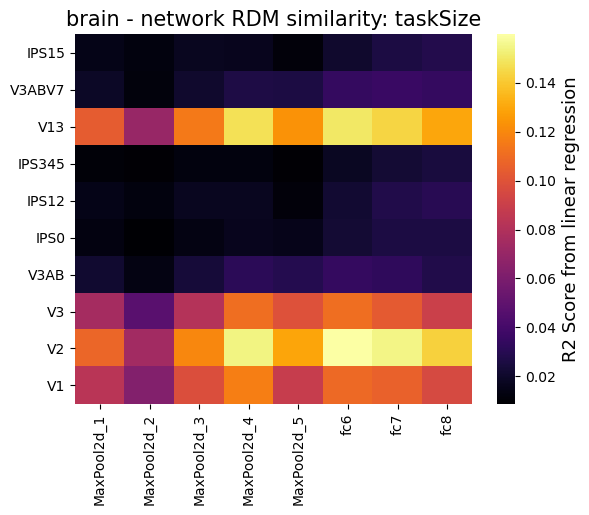 brain - network RDM similarity: taskSize
IPS15
V3ABV7
V13
IPS345
IPS12
IPS0
V3AB
V3
V2
V1
MaxPool2d_1
MaxPool2d_2
MaxPool2d_3
MaxPool2d_4
MaxPool2d_5
fc6
fc7
fc8
0.14
0.12
0.10
0.08
0.06
0.04
0.02
R2 Score from linear regression